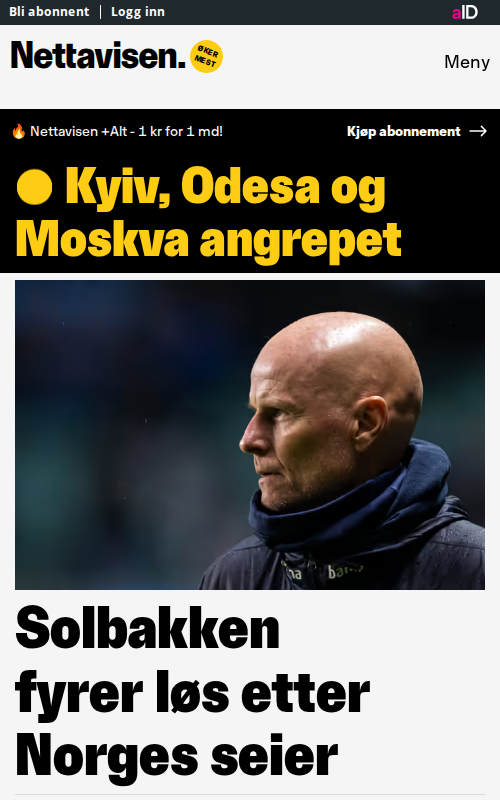 Bli abonnent | Logg inn
aID
Nettavisen.
ØKER
MEST
Meny
Nettavisen +Alt - 1 kr for 1 md!
Kjøp abonnement
Kyiv, Odesa og
Moskva angrepet
Solbakken
fyrer løs etter
Norges seier